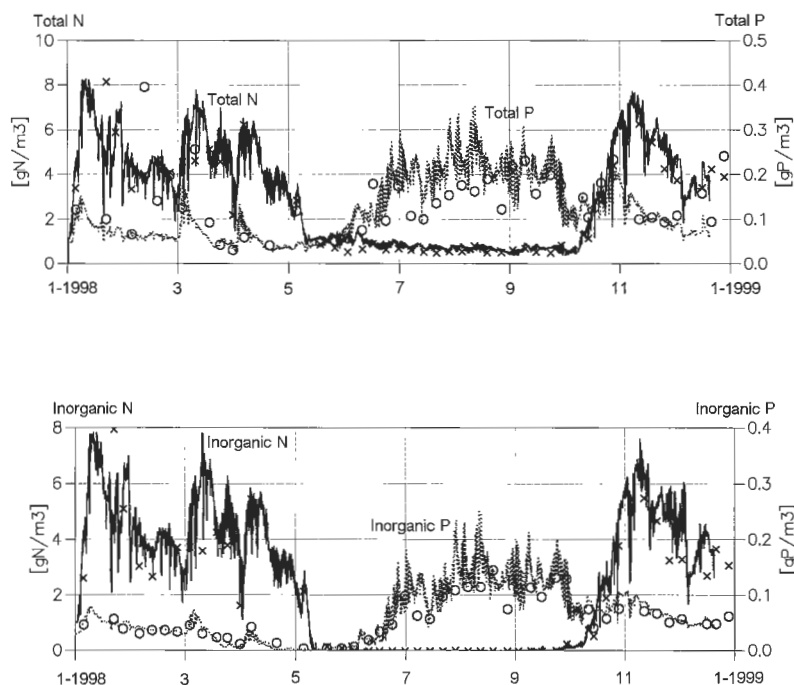 Total N Total P
10 0.5
8 0.4
Total N Total P
6 0.3
[gN/m3] [gP/m3]
4 0.2
2 0.1
0 0.0
1-1998 3 5 7 9 11 1-1999
Inorganic N Inorganic P
8 0.4
Inorganic N
6 0.3
Inorganic P
[gN/m3] [gP/m3]
4 0.2
2 0.1
0 0.0
1-1998 3 5 7 9 11 1-1999